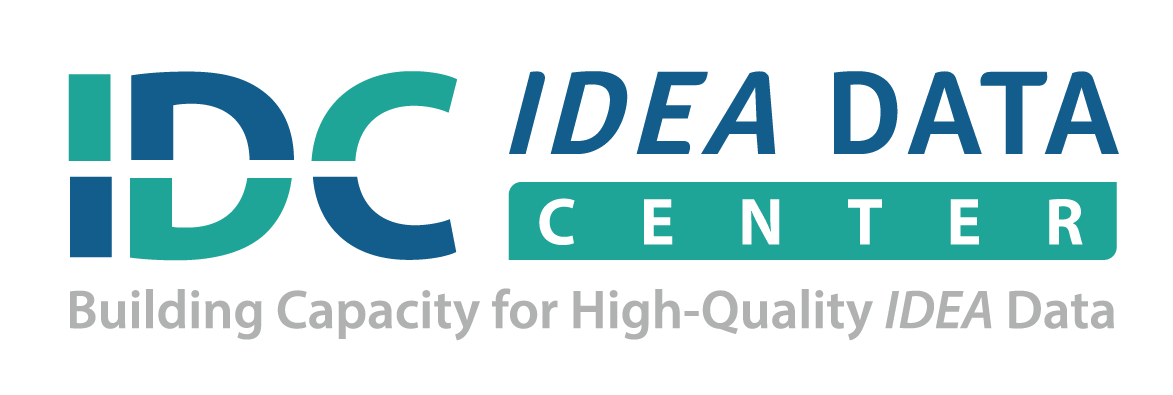 IDC
IDEA DATA
CENTER
Building Capacity for High-Quality IDEA Data